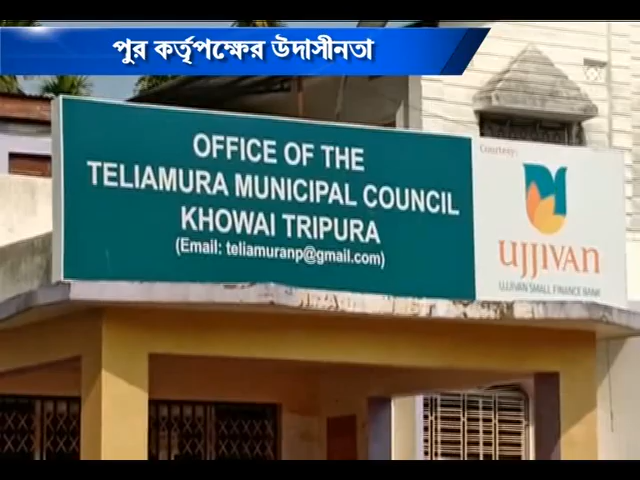 পুর কর্তৃপক্ষের উদাসীনতা
OFFICE OF THE
TELIAMURA MUNICIPAL COUNCIL
KHOWAI TRIPURA
(Email: teliamuranp@gmail.com)
Courtesy:
UJJIVAN
UJJIVAN SMALL FINANCE BANK